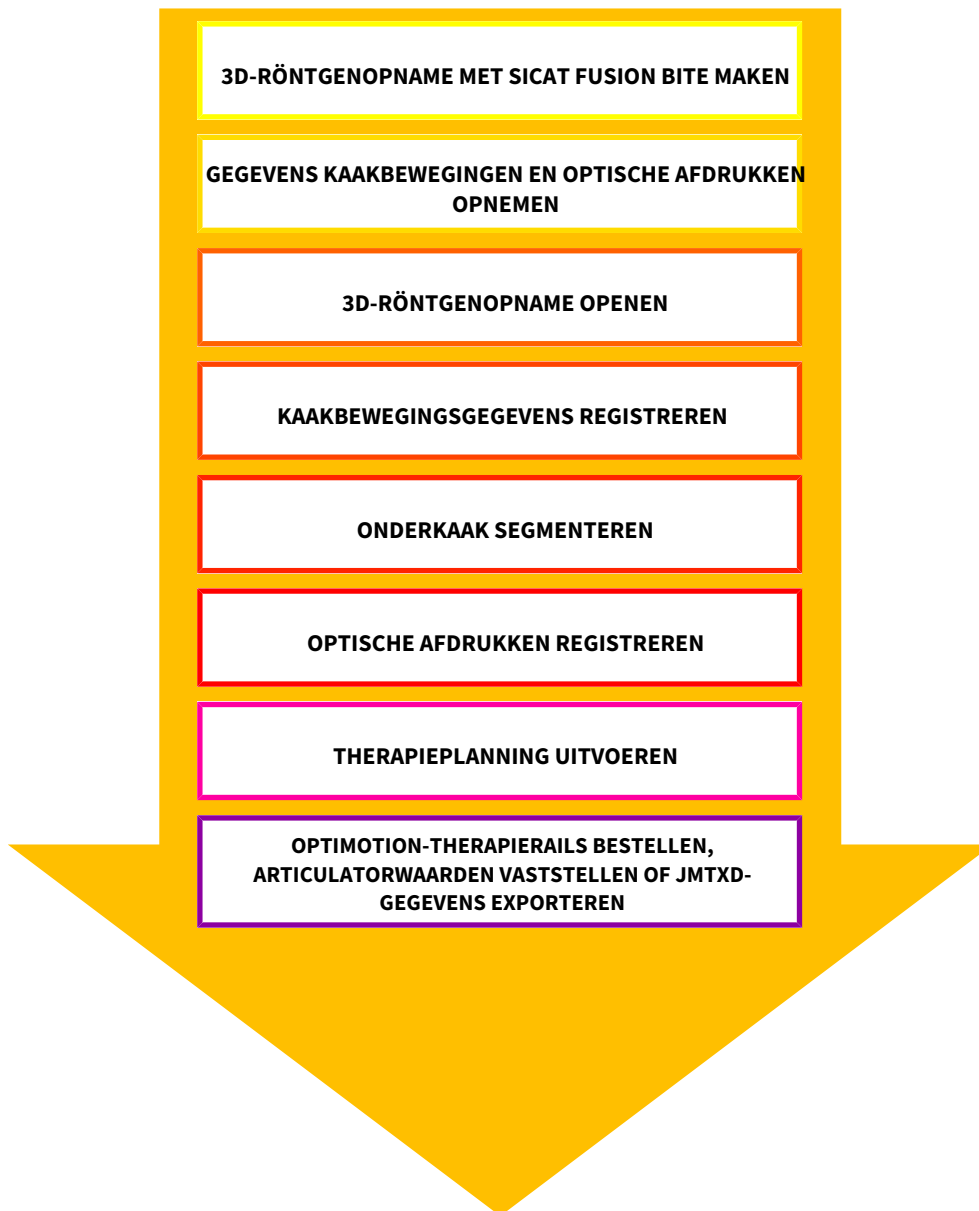 3D-RÖNTGENOPNAME MET SICAT FUSION BITE MAKEN
GEGEVENS KAAKBEWEGINGEN EN OPTISCHE AFDRUKKEN
OPNEMEN
3D-RÖNTGENOPNAME OPENEN
KAAKBEWEGINGSGEGEVENS REGISTREREN
ONDERKAAK SEGMENTEREN
OPTISCHE AFDRUKKEN REGISTREREN
THERAPIEPLANNING UITVOEREN
OPTIMOTION-THERAPIERAILS BESTELLEN,
ARTICULATORWAARDEN VASTSTELLEN OF JMTXD-
GEGEVENS EXPORTEREN